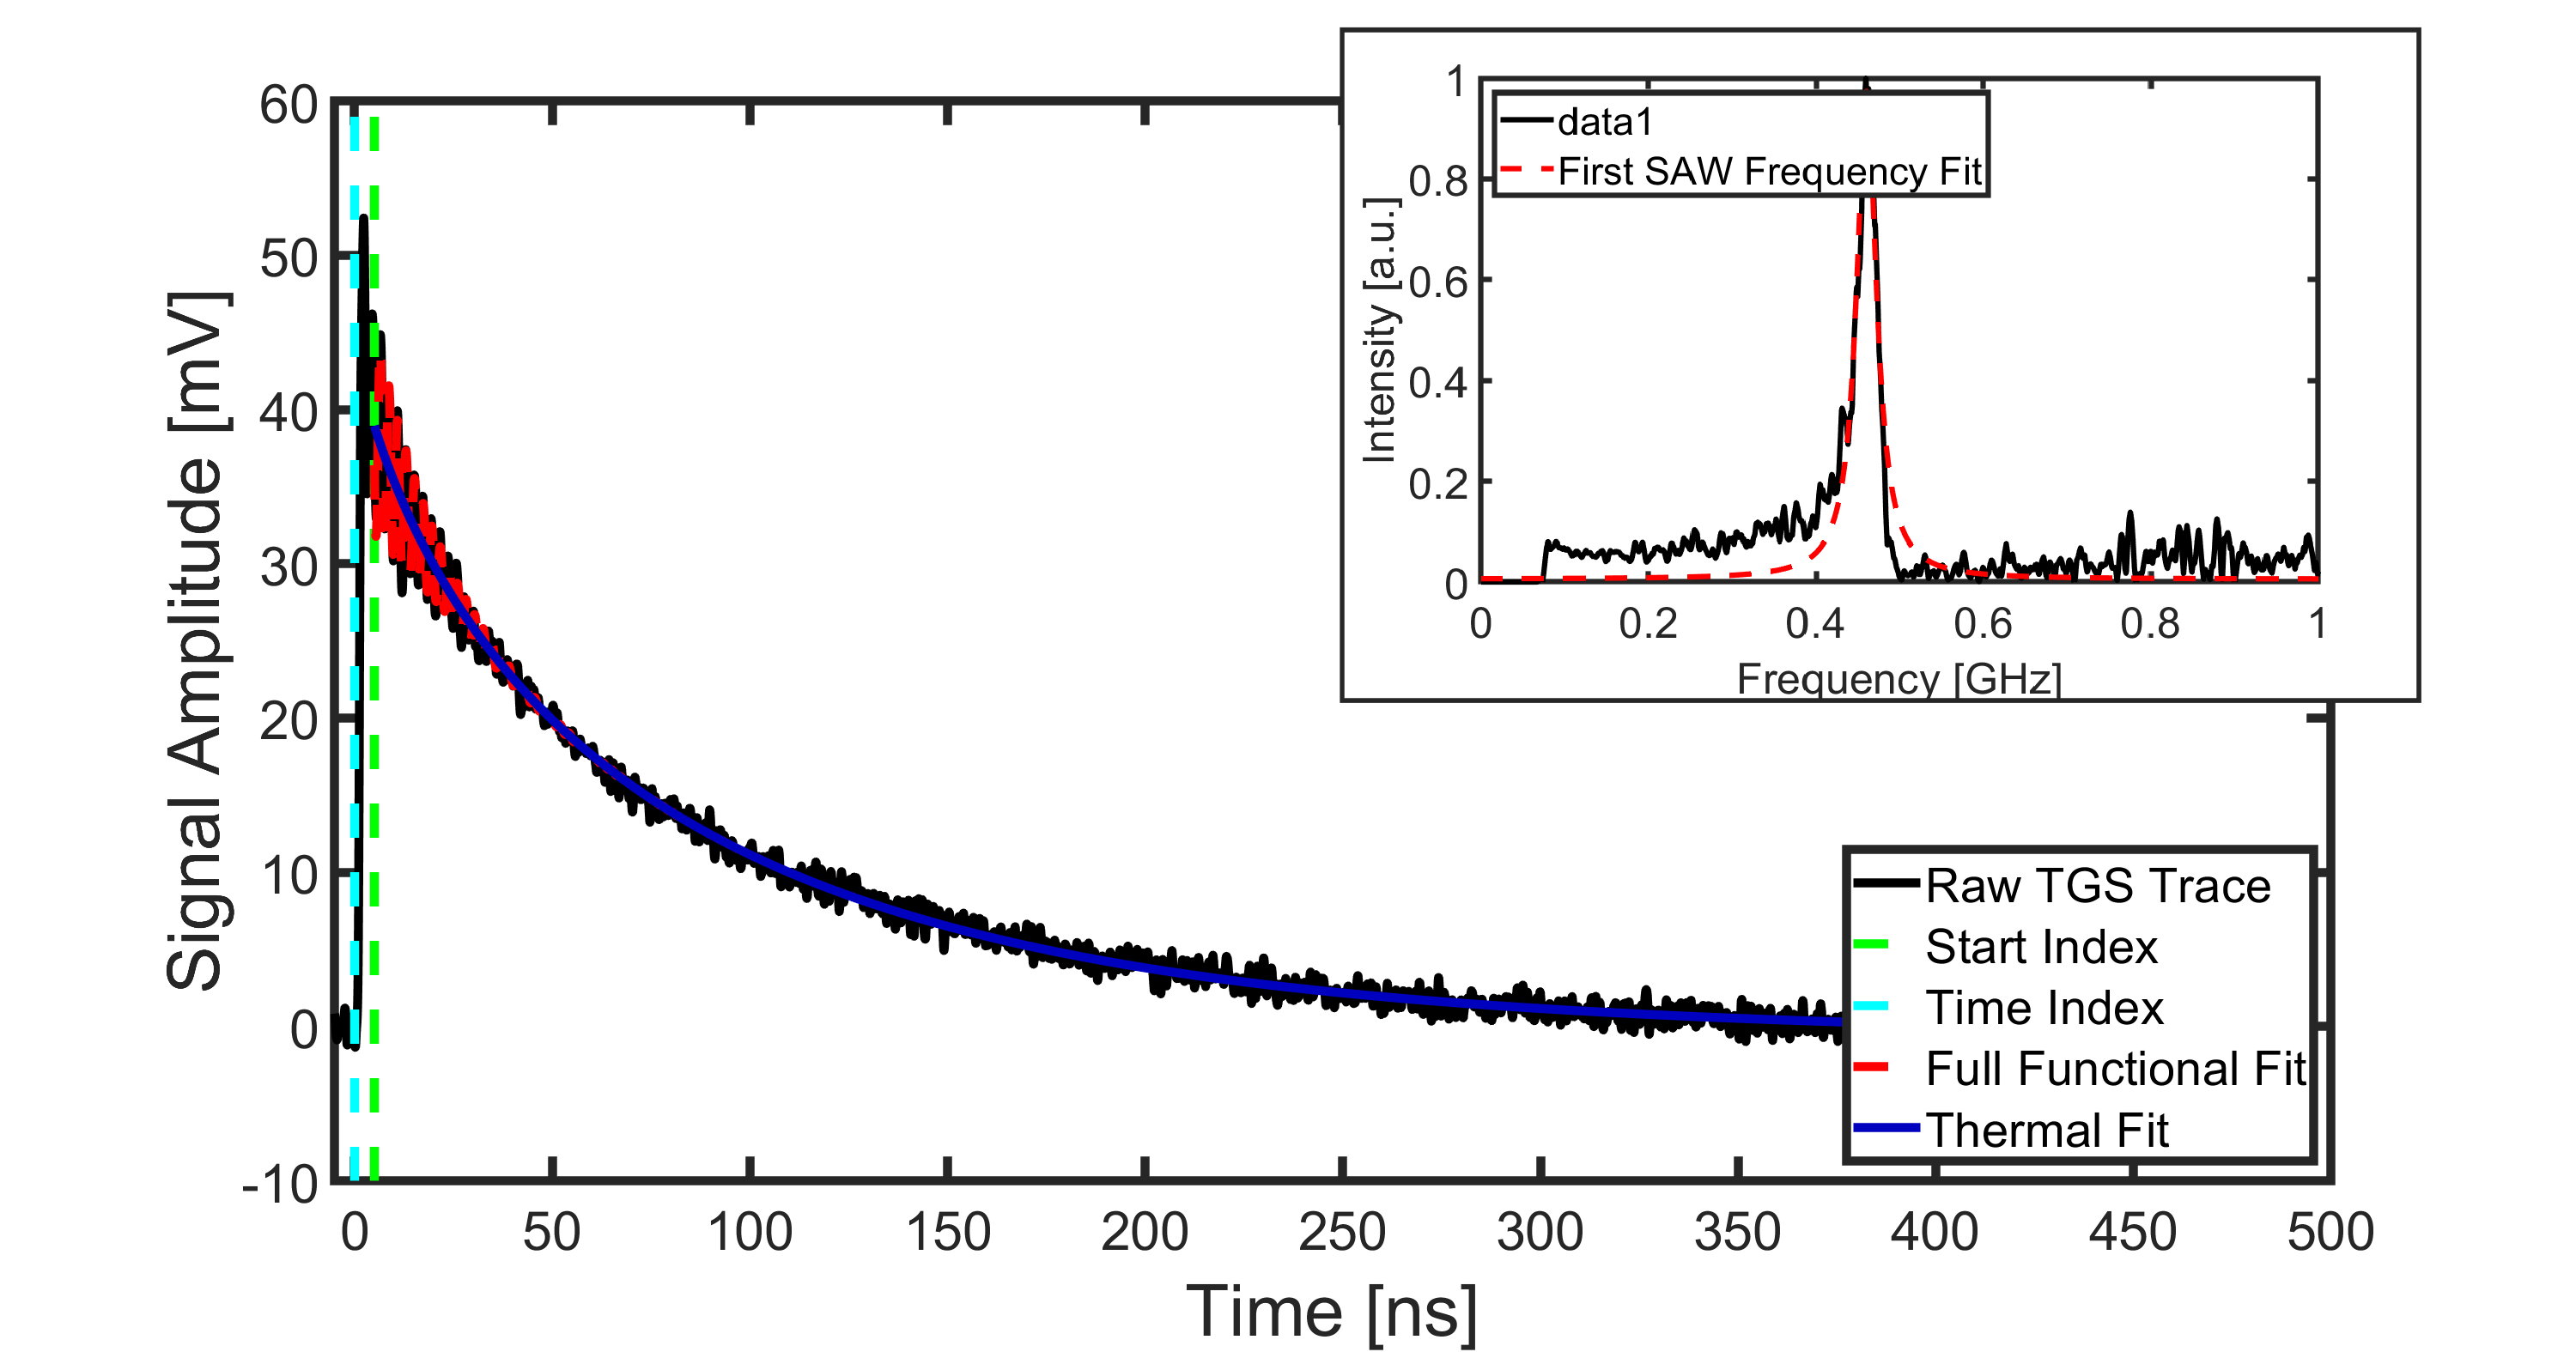 60
50
40
30
20
10
0
-10
Signal Amplitude [mV]
0 50 100 150 200 250 300 350 400 450 500
Time [ns]
1
0.8
0.6
0.4
0.2
0
Intensity [a.u.]
data1
First SAW Frequency Fit
0 0.2 0.4 0.6 0.8 1
Frequency [GHz]
Raw TGS Trace
Start Index
Time Index
Full Functional Fit
Thermal Fit